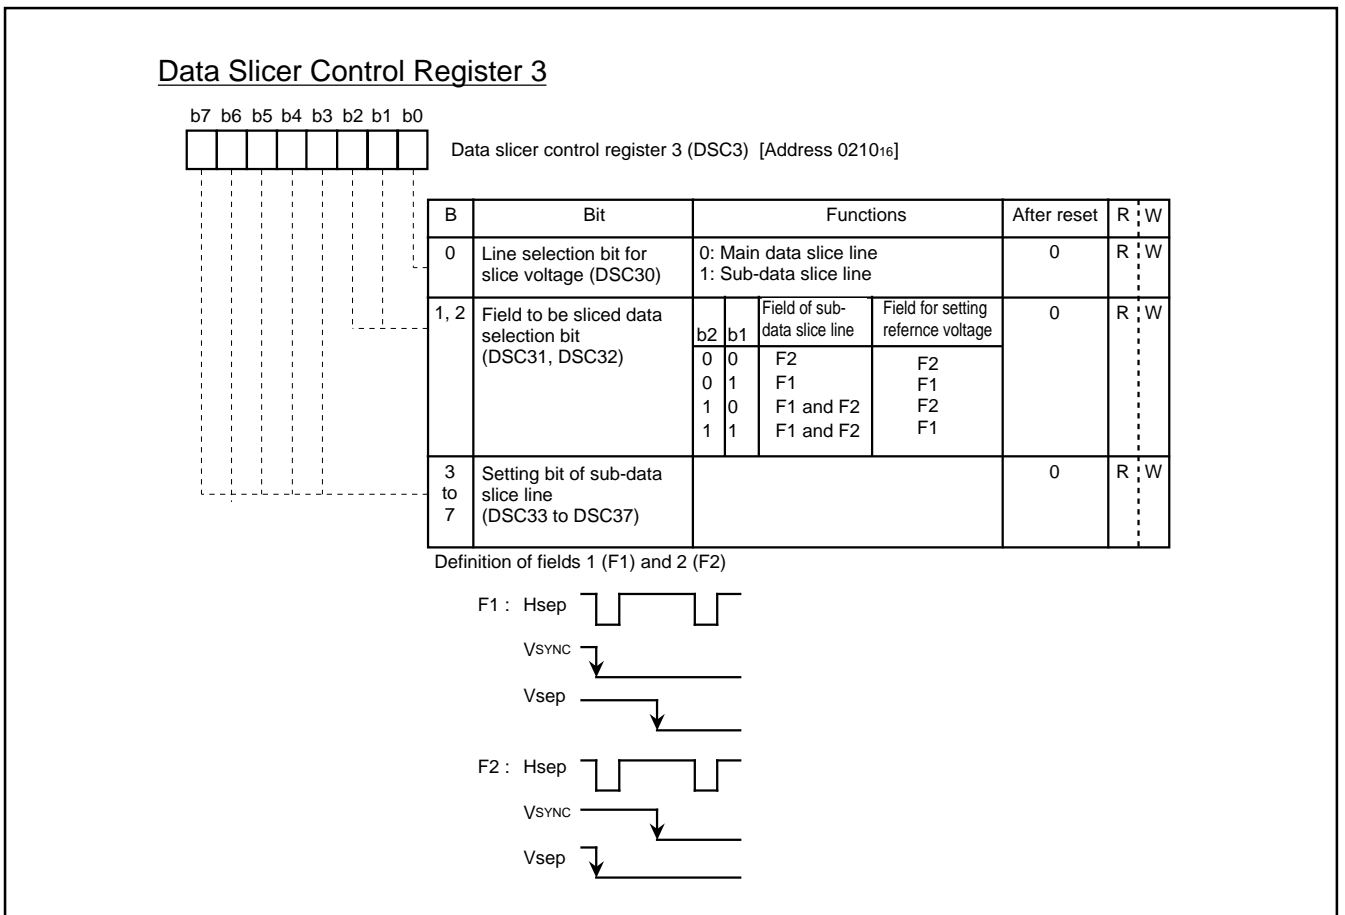 Data Slicer Control Register 3
b7 b6 b5 b4 b3 b2 b1 b0
Data slicer control register 3 (DSC3) [Address 021016]
B Bit Functions After reset R W
0 Line selection bit for slice voltage (DSC30) 0: Main data slice line 0 R W
1: Sub-data slice line
1, 2 Field to be sliced data selection bit (DSC31, DSC32) 0 R W
b2 b1 Field of sub-data slice line Field for setting refernce voltage
0 0 F2 F2
0 1 F1 F1
1 0 F1 and F2 F2
1 1 F1 and F2 F1
3 to 7 Setting bit of sub-data slice line (DSC33 to DSC37) 0 R W
Definition of fields 1 (F1) and 2 (F2)
F1 : Hsep
VSYNC
Vsep
F2 : Hsep
VSYNC
Vsep